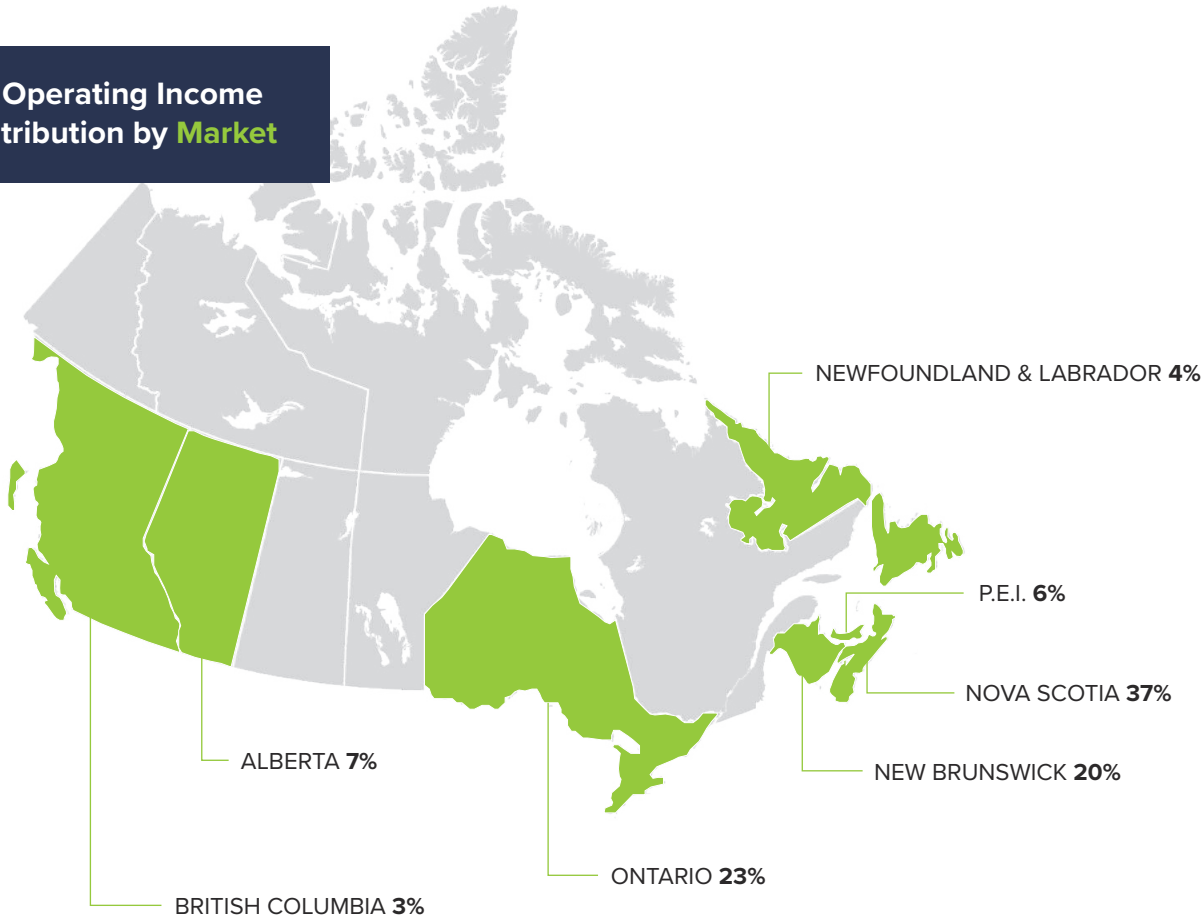 Operating Income
tribution by Market
NEWFOUNDLAND & LABRADOR 4%
P.E.I. 6%
NOVA SCOTIA 37%
ALBERTA 7%
NEW BRUNSWICK 20%
ONTARIO 23%
BRITISH COLUMBIA 3%